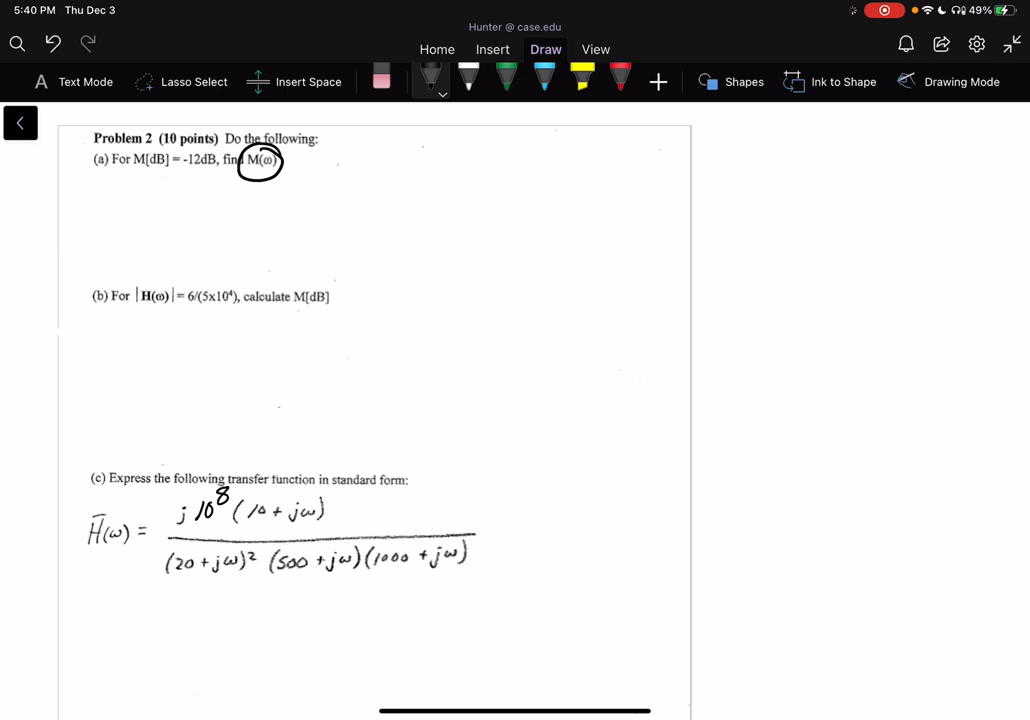 5:40 PM Thu Dec 3 49%
Hunter @ case.edu
Home Insert Draw View
A Text Mode Lasso Select Insert Space + Shapes Ink to Shape Drawing Mode
Problem 2 (10 points) Do the following:
(a) For M[dB] = -12dB, find M(ω)
(b) For |H(ω)| = 6/(5x10⁴), calculate M[dB]
(c) Express the following transfer function in standard form:
j 10⁸ (10 + jω)
H̅(ω) =
(20 + jω)² (500 + jω)(1000 + jω)